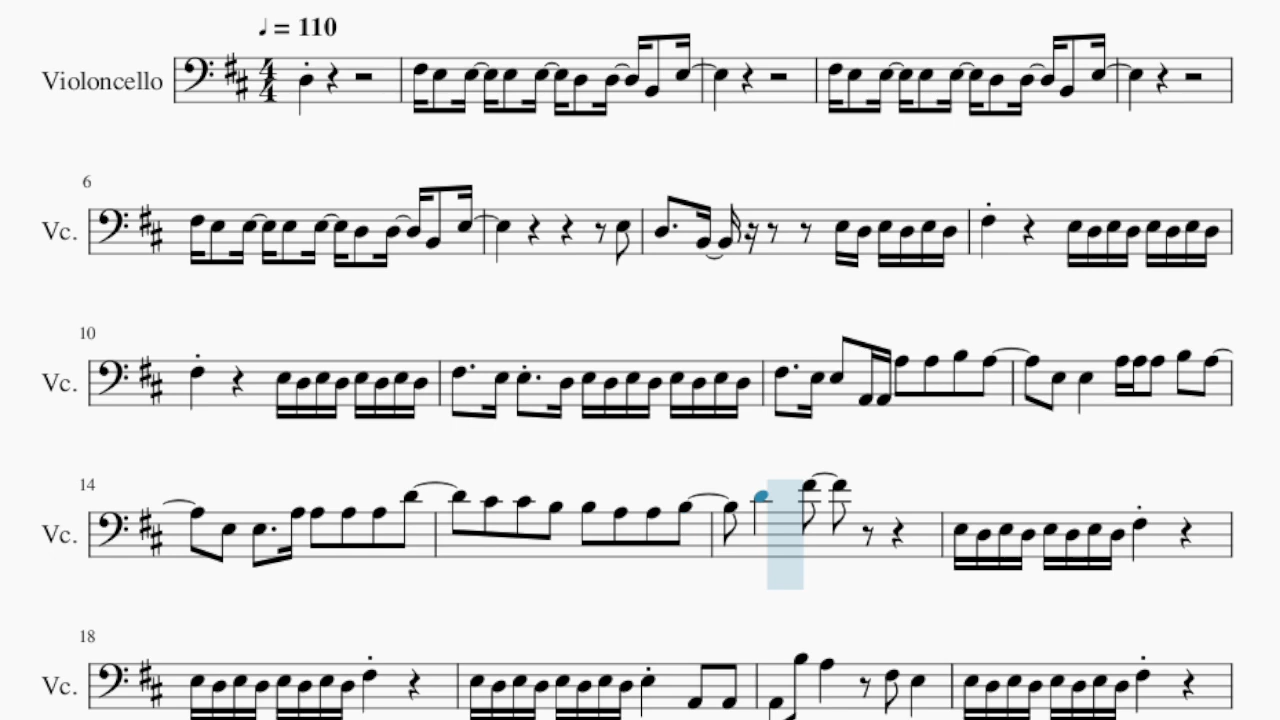 ♩ = 110
Violoncello 4/4
6
Vc.
10
Vc.
14
Vc.
18
Vc.